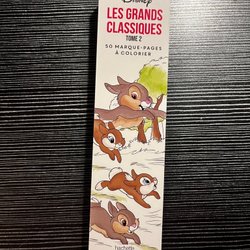 Disney
LES GRANDS
CLASSIQUES
TOME 2
50 MARQUE-PAGES
À COLORIER
hachette